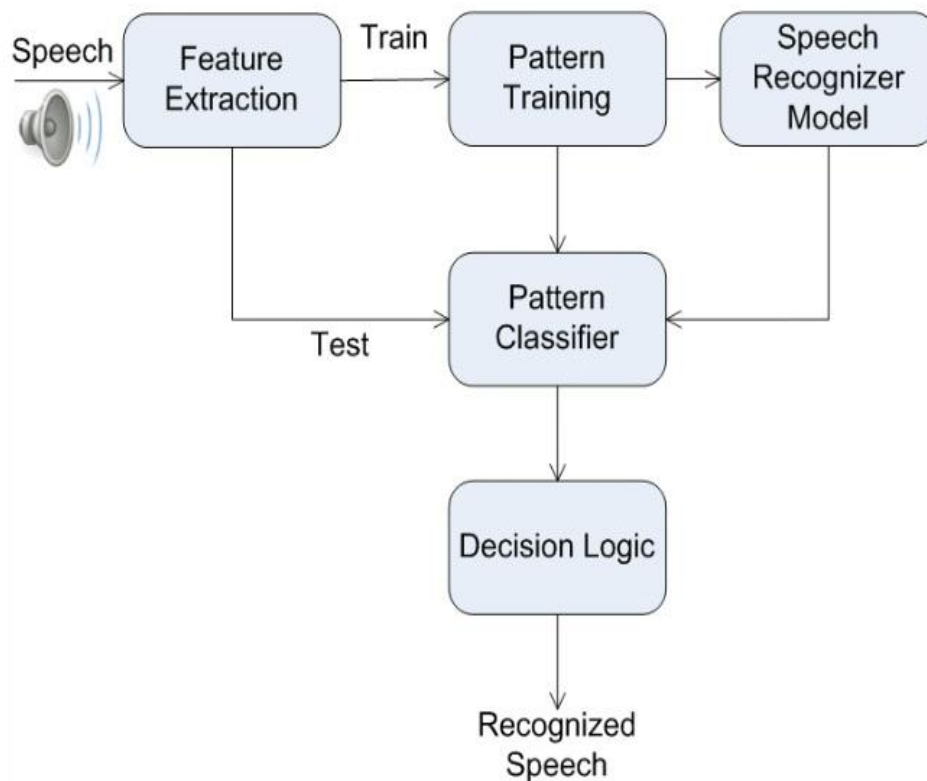 Speech
Feature
Extraction
Train
Pattern
Training
Speech
Recognizer
Model
Test
Pattern
Classifier
Decision Logic
Recognized
Speech